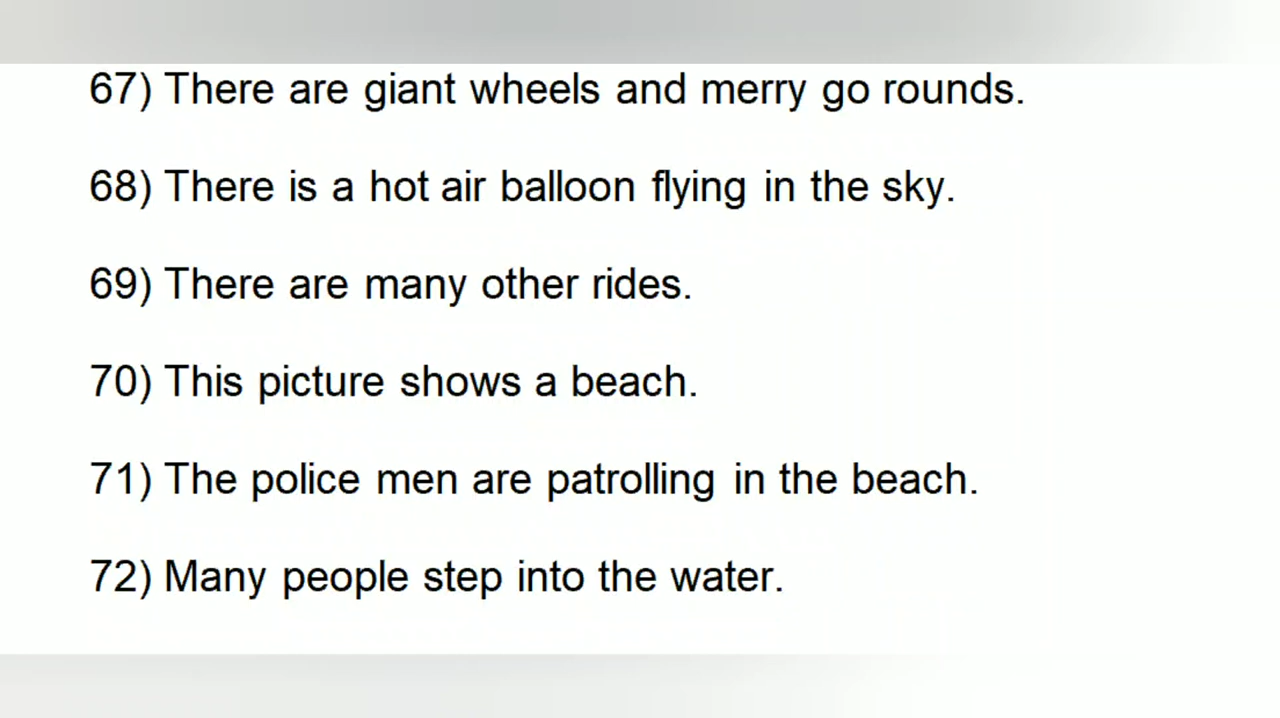 67) There are giant wheels and merry go rounds.
68) There is a hot air balloon flying in the sky.
69) There are many other rides.
70) This picture shows a beach.
71) The police men are patrolling in the beach.
72) Many people step into the water.